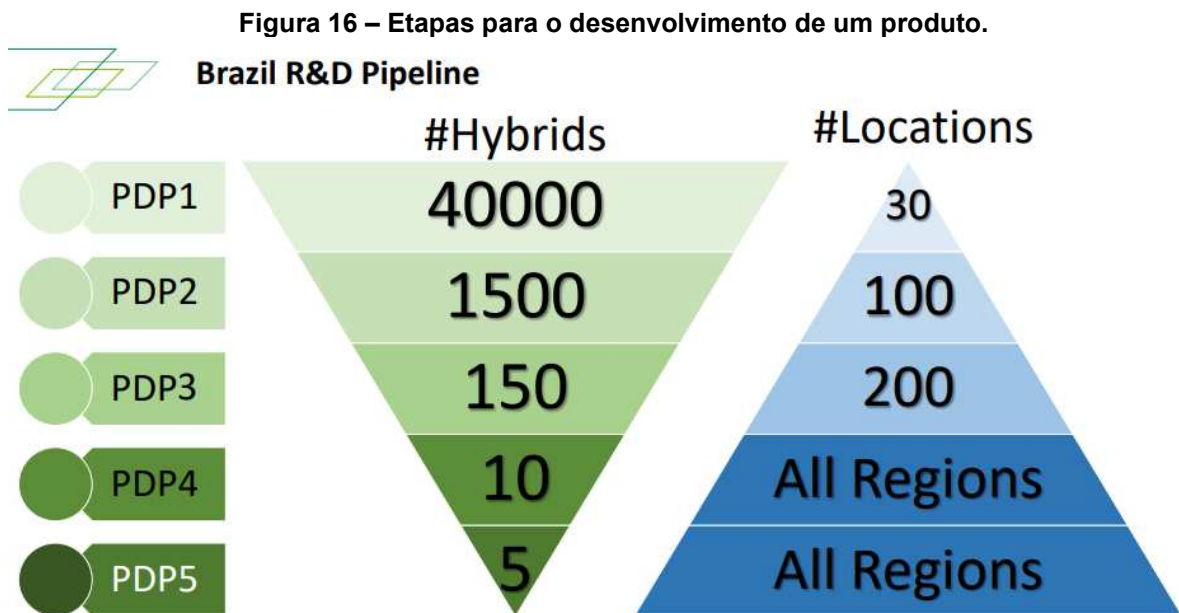 Figura 16 – Etapas para o desenvolvimento de um produto.
Brazil R&D Pipeline
#Hybrids #Locations
PDP1 40000 30
PDP2 1500 100
PDP3 150 200
PDP4 10 All Regions
PDP5 5 All Regions